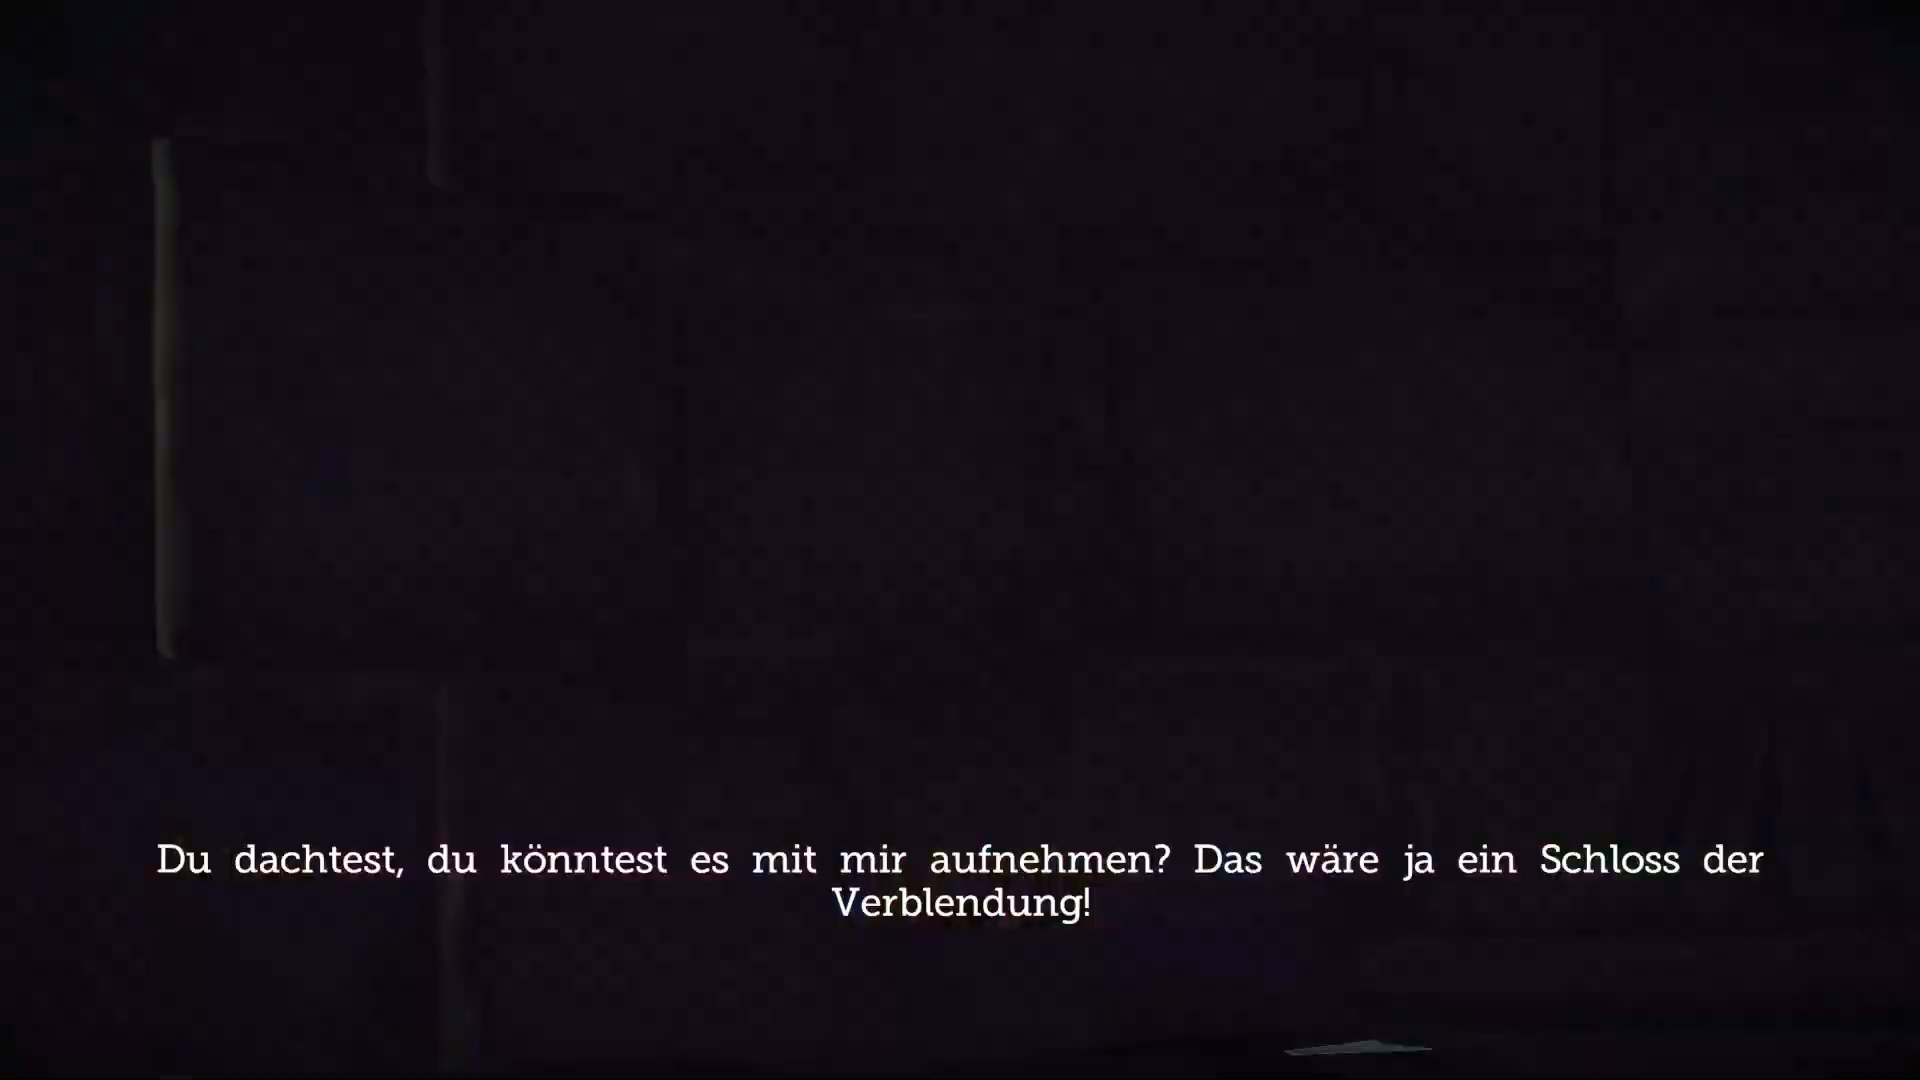 Du dachtest, du könntest es mit mir aufnehmen? Das wäre ja ein Schloss der
Verblendung!